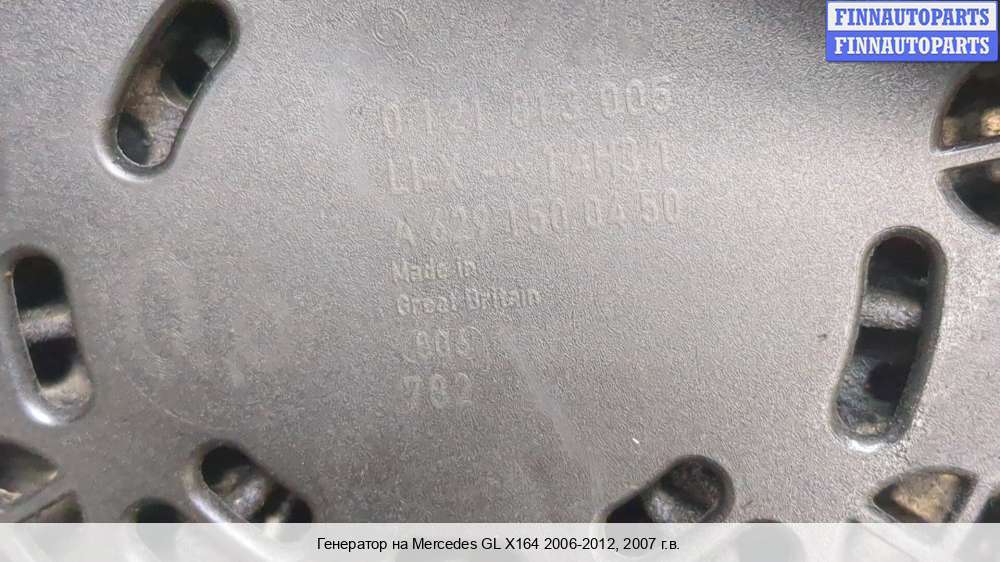 FINNAUTOPARTS
FINNAUTOPARTS
0 121 813 005
LI-X
A 629 150 04 50
Made in
Great Britain
782
Генератор на Mercedes GL X164 2006-2012, 2007 г.в.